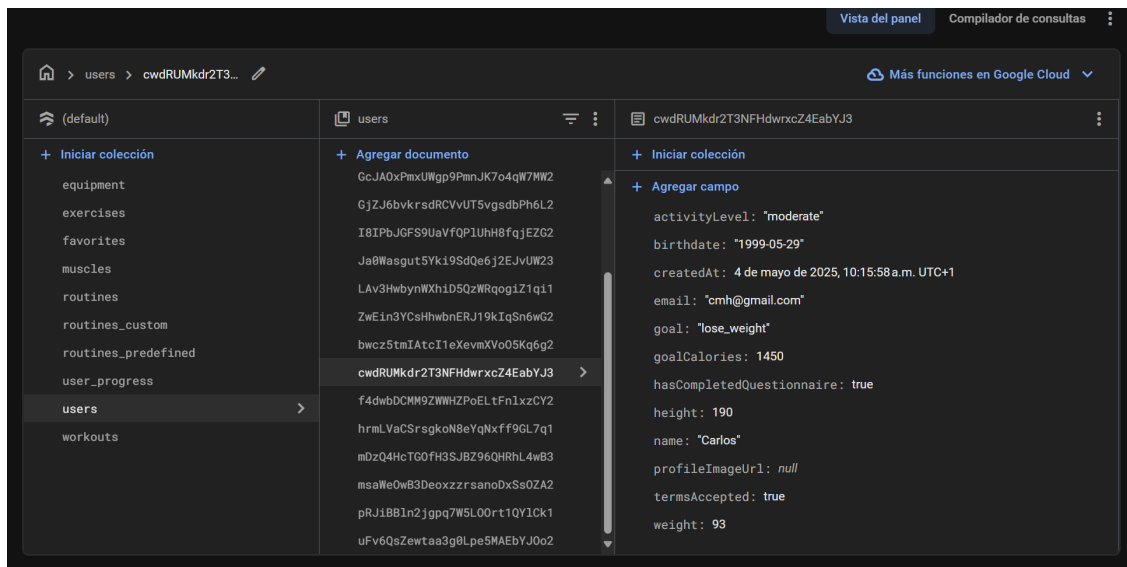 Vista del panel Compilador de consultas
users cwdRUMkdr2T3... Más funciones en Google Cloud
(default)
Iniciar colección
equipment
exercises
favorites
muscles
routines
routines_custom
routines_predefined
user_progress
users
workouts
users
Agregar documento
GcJAOxPmxUWgp9PmnJK7o4qW7MW2
GjZJ6bvkrsdRCVvUT5vgsdbPh6L2
I8IPbJGFS9UaVfQPlUhH8fqjEZG2
Ja0Wasgut5Yki9SdQe6j2EJvUW23
LAv3HwbynWXhiD5QzWRqogiZ1qi1
ZwEin3YCsHhwbnERJ19kIqSn6wG2
bwcz5tmIAtcI1eXevmXVoO5Kq6g2
cwdRUMkdr2T3NFHdwrxcZ4EabYJ3
f4dwbDCMM9ZWWHZPoELtFnlxzCY2
hrmLVaCSrsgkoN8eYqNxff9GL7q1
mDzQ4HcTGOfH3SJBZ96QHRhL4wB3
msaWeOwB3DeoxzzrsanoDxSsOZA2
pRJiBBln2jgpq7W5LOOrt1QYlCk1
uFv6QsZewtaa3g0Lpe5MAEbYJOo2
cwdRUMkdr2T3NFHdwrxcZ4EabYJ3
Iniciar colección
Agregar campo
activityLevel: "moderate"
birthdate: "1999-05-29"
createdAt: 4 de mayo de 2025, 10:15:58 a.m. UTC+1
email: "cmh@gmail.com"
goal: "lose_weight"
goalCalories: 1450
hasCompletedQuestionnaire: true
height: 190
name: "Carlos"
profileImageUrl: null
termsAccepted: true
weight: 93